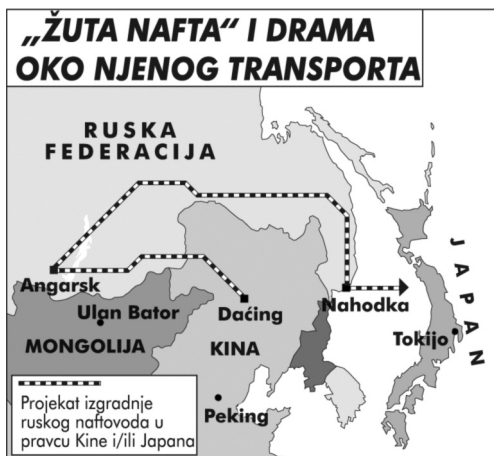 „ŽUTA NAFTA“ I DRAMA
OKO NJENOG TRANSPORTA
RUSKA
FEDERACIJA
Angarsk
Ulan Bator
Daćing
Nahodka
JAPAN
MONGOLIJA
KINA
Tokijo
Peking
Projekat izgradnje
ruskog naftovoda u
pravcu Kine i/ili Japana